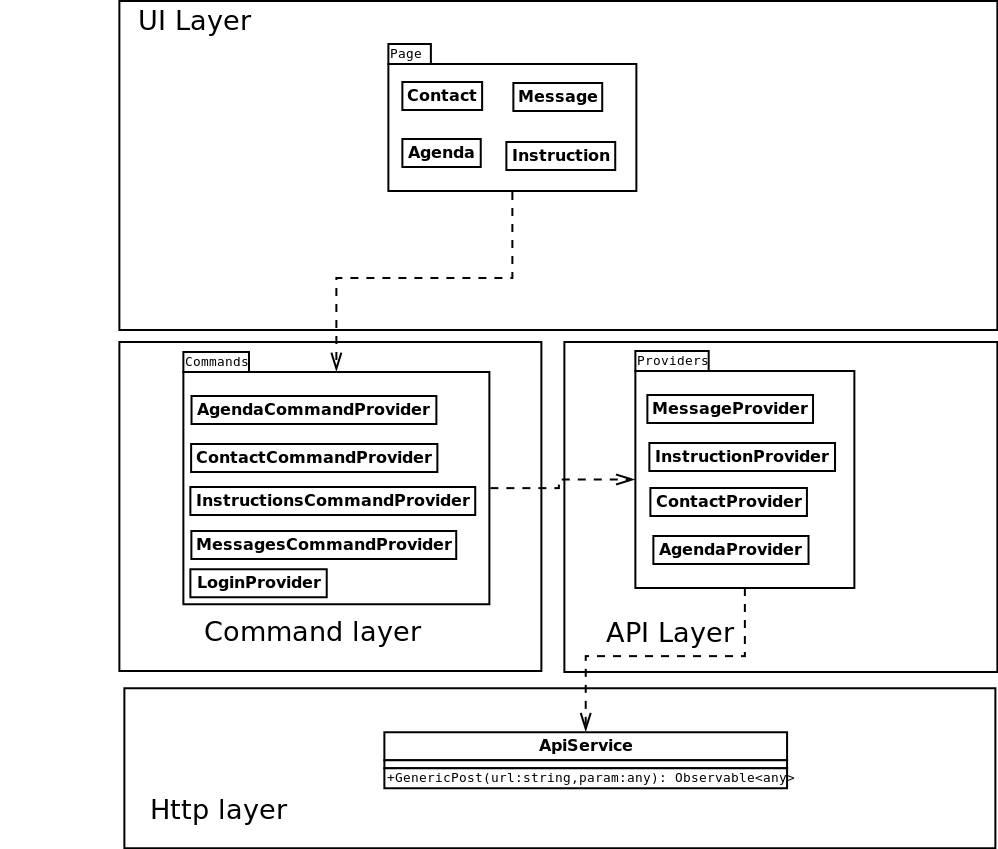 UI Layer
Page
Contact
Message
Agenda
Instruction
Commands
AgendaCommandProvider
ContactCommandProvider
InstructionsCommandProvider
MessagesCommandProvider
LoginProvider
Command layer
Providers
MessageProvider
InstructionProvider
ContactProvider
AgendaProvider
API Layer
ApiService
+GenericPost(url:string,param:any): Observable<any>
Http layer